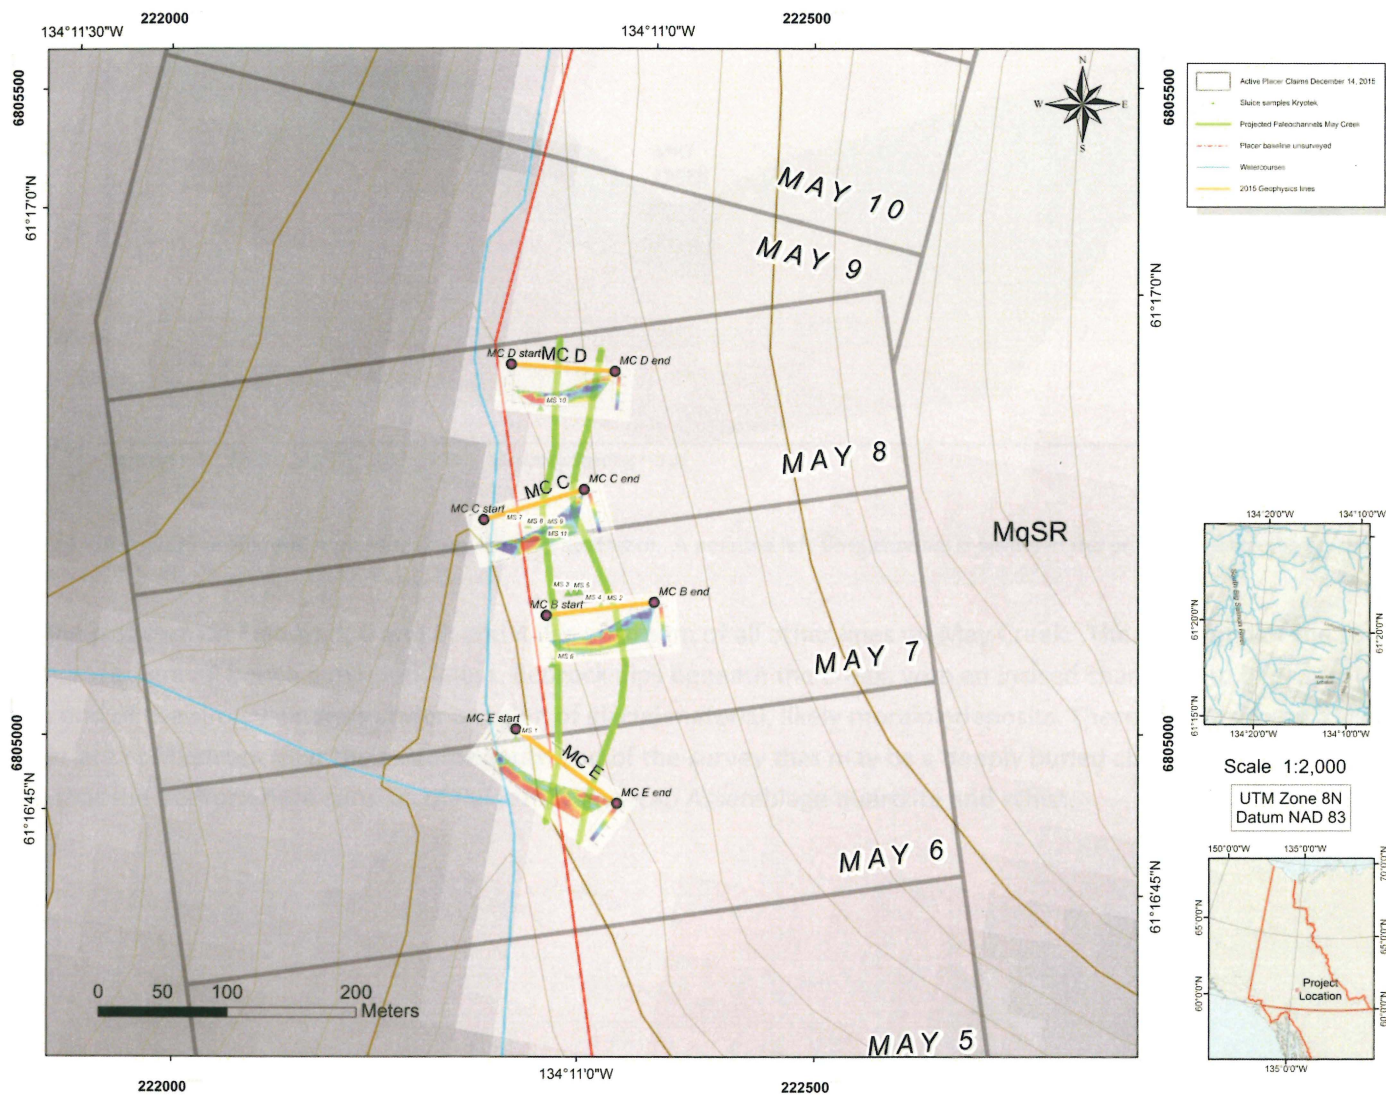 222000
222500
134°11'30"W
134°11'0"W
6805500
6805500
N
W
E
S
Active Placer Claims December 14, 2015
Sluice samples Kryotek
Projected Paleochannels May Creek
Placer baseline unsurveyed
Watercourses
2015 Geophysics lines
61°17'0"N
61°17'0"N
MAY 10
MAY 9
MC D start
MC D
MC D end
MS 10
MAY 8
MC C
MC C end
MC C start
MS 7
MS 8
MS 9
MS 11
MqSR
MS 3
MS 5
MS 4
MS 2
MC B start
MC B end
MS 6
MAY 7
MC E start
MS 1
MC E
MC E end
MAY 6
MAY 5
6805000
6805000
61°16'45"N
61°16'45"N
0
50
100
200
Meters
222000
134°11'0"W
222500
134°20'0"W
134°10'0"W
61°20'0"N
61°20'0"N
61°15'0"N
South Big Salmon River
134°20'0"W
134°10'0"W
Scale 1:2,000
UTM Zone 8N
Datum NAD 83
150°0'0"W
135°0'0"W
70°0'0"N
65°0'0"N
65°0'0"N
60°0'0"N
60°0'0"N
Project
Location
135°0'0"W